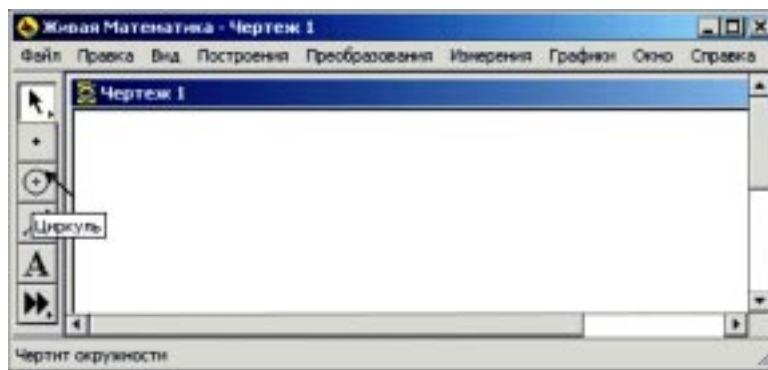 Живая Математика - Чертеж 1
Файл Правка Вид Построения Преобразования Измерения Графики Окно Справка
Чертеж 1
Циркуль
A
Чертит окружности